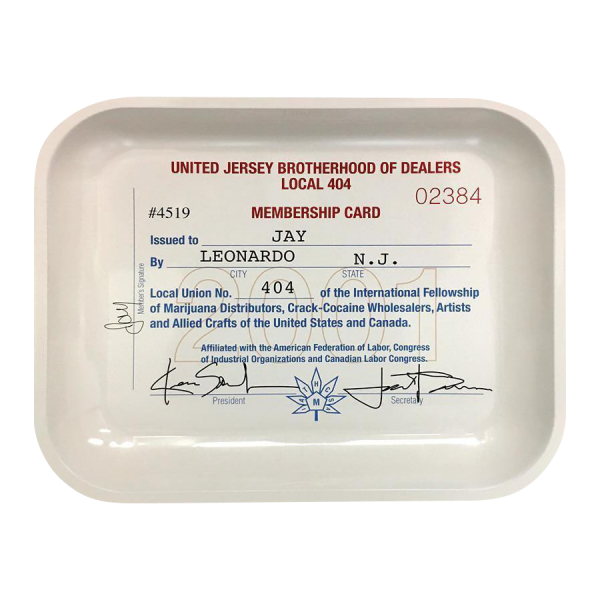 UNITED JERSEY BROTHERHOOD OF DEALERS
LOCAL 404
02384
#4519
MEMBERSHIP CARD
Issued to JAY
By LEONARDO N.J.
CITY STATE
2001
Local Union No. 404 of the International Fellowship
of Marijuana Distributors, Crack-Cocaine Wholesalers, Artists
and Allied Crafts of the United States and Canada.
Affiliated with the American Federation of Labor, Congress
of Industrial Organizations and Canadian Labor Congress.
President
Secretary
Jay
Member's Signature